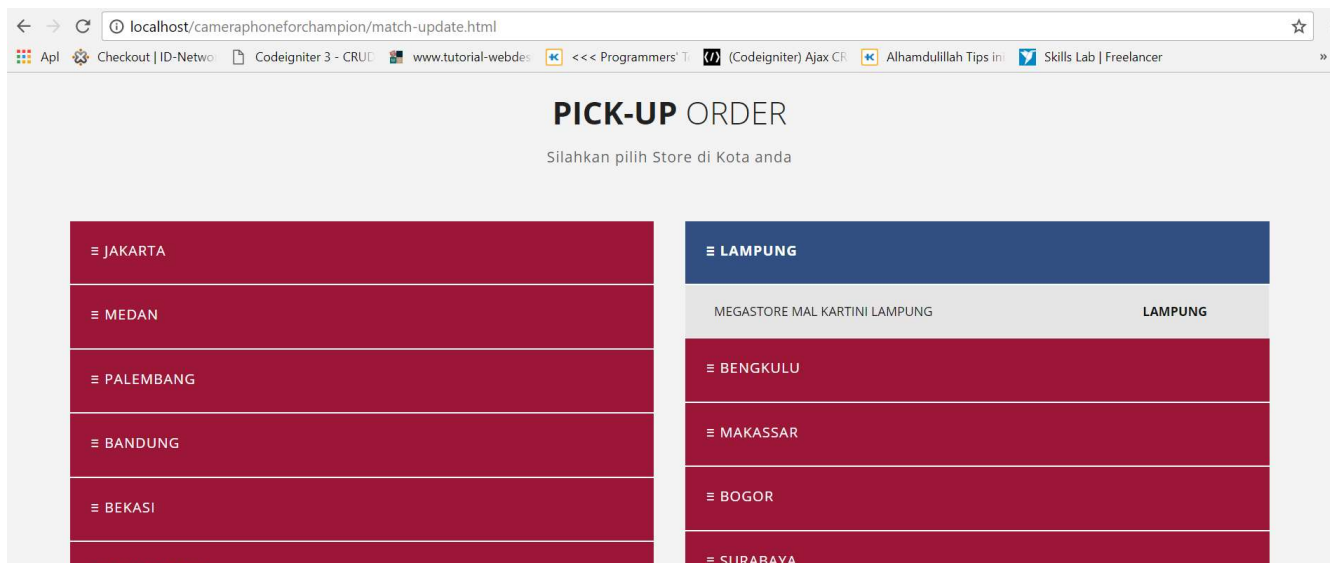 localhost/cameraphoneforchampion/match-update.html
Apl Checkout | ID-Netwo Codeigniter 3 - CRUD www.tutorial-webdes <<< Programmers' T (Codeigniter) Ajax CR Alhamdulillah Tips ini Skills Lab | Freelancer »
PICK-UP ORDER
Silahkan pilih Store di Kota anda
≡ JAKARTA
≡ MEDAN
≡ PALEMBANG
≡ BANDUNG
≡ BEKASI
≡ LAMPUNG
MEGASTORE MAL KARTINI LAMPUNG LAMPUNG
≡ BENGKULU
≡ MAKASSAR
≡ BOGOR
≡ SURABAYA